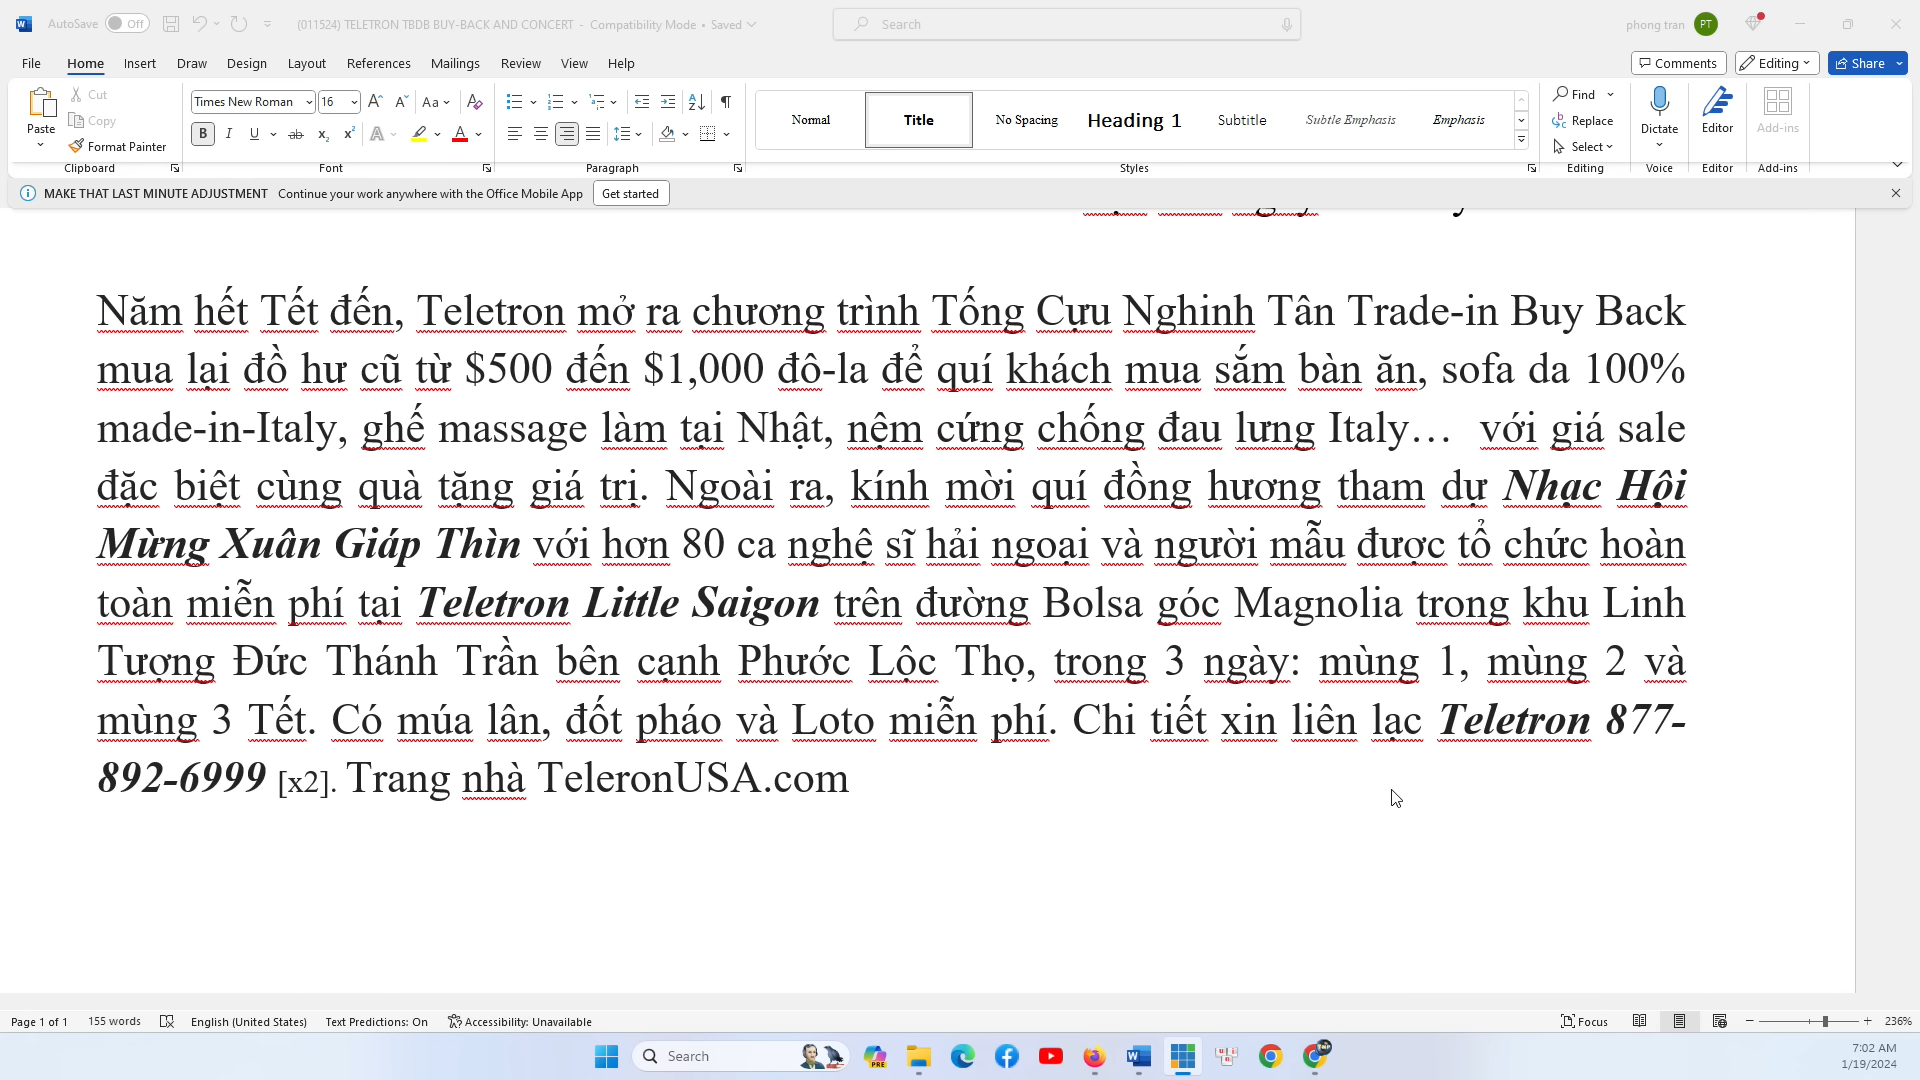 AutoSave Off (011524) TELETRON TBDB BUY-BACK AND CONCERT - Compatibility Mode • Saved Search phong tran PT
File Home Insert Draw Design Layout References Mailings Review View Help Comments Editing Share
Paste Cut Copy Format Painter
Times New Roman 16 Aa
B I U ab x₂ x² A A
Normal Title No Spacing Heading 1 Subtitle Subtle Emphasis Emphasis
Find Replace Select Dictate Editor Add-ins
Clipboard Font Paragraph Styles Editing Voice Editor Add-ins
MAKE THAT LAST MINUTE ADJUSTMENT Continue your work anywhere with the Office Mobile App Get started
Năm hết Tết đến, Teletron mở ra chương trình Tống Cựu Nghinh Tân Trade-in Buy Back
mua lại đồ hư cũ từ $500 đến $1,000 đô-la để quí khách mua sắm bàn ăn, sofa da 100%
made-in-Italy, ghế massage làm tại Nhật, nệm cứng chống đau lưng Italy… với giá sale
đặc biệt cùng quà tặng giá trị. Ngoài ra, kính mời quí đồng hương tham dự Nhạc Hội
Mừng Xuân Giáp Thìn với hơn 80 ca nghệ sĩ hải ngoại và người mẫu được tổ chức hoàn
toàn miễn phí tại Teletron Little Saigon trên đường Bolsa góc Magnolia trong khu Linh
Tượng Đức Thánh Trần bên cạnh Phước Lộc Thọ, trong 3 ngày: mùng 1, mùng 2 và
mùng 3 Tết. Có múa lân, đốt pháo và Loto miễn phí. Chi tiết xin liên lạc Teletron 877-
892-6999 [x2]. Trang nhà TeleronUSA.com
Page 1 of 1 155 words English (United States) Text Predictions: On Accessibility: Unavailable Focus 236%
Search PRE
7:02 AM
1/19/2024